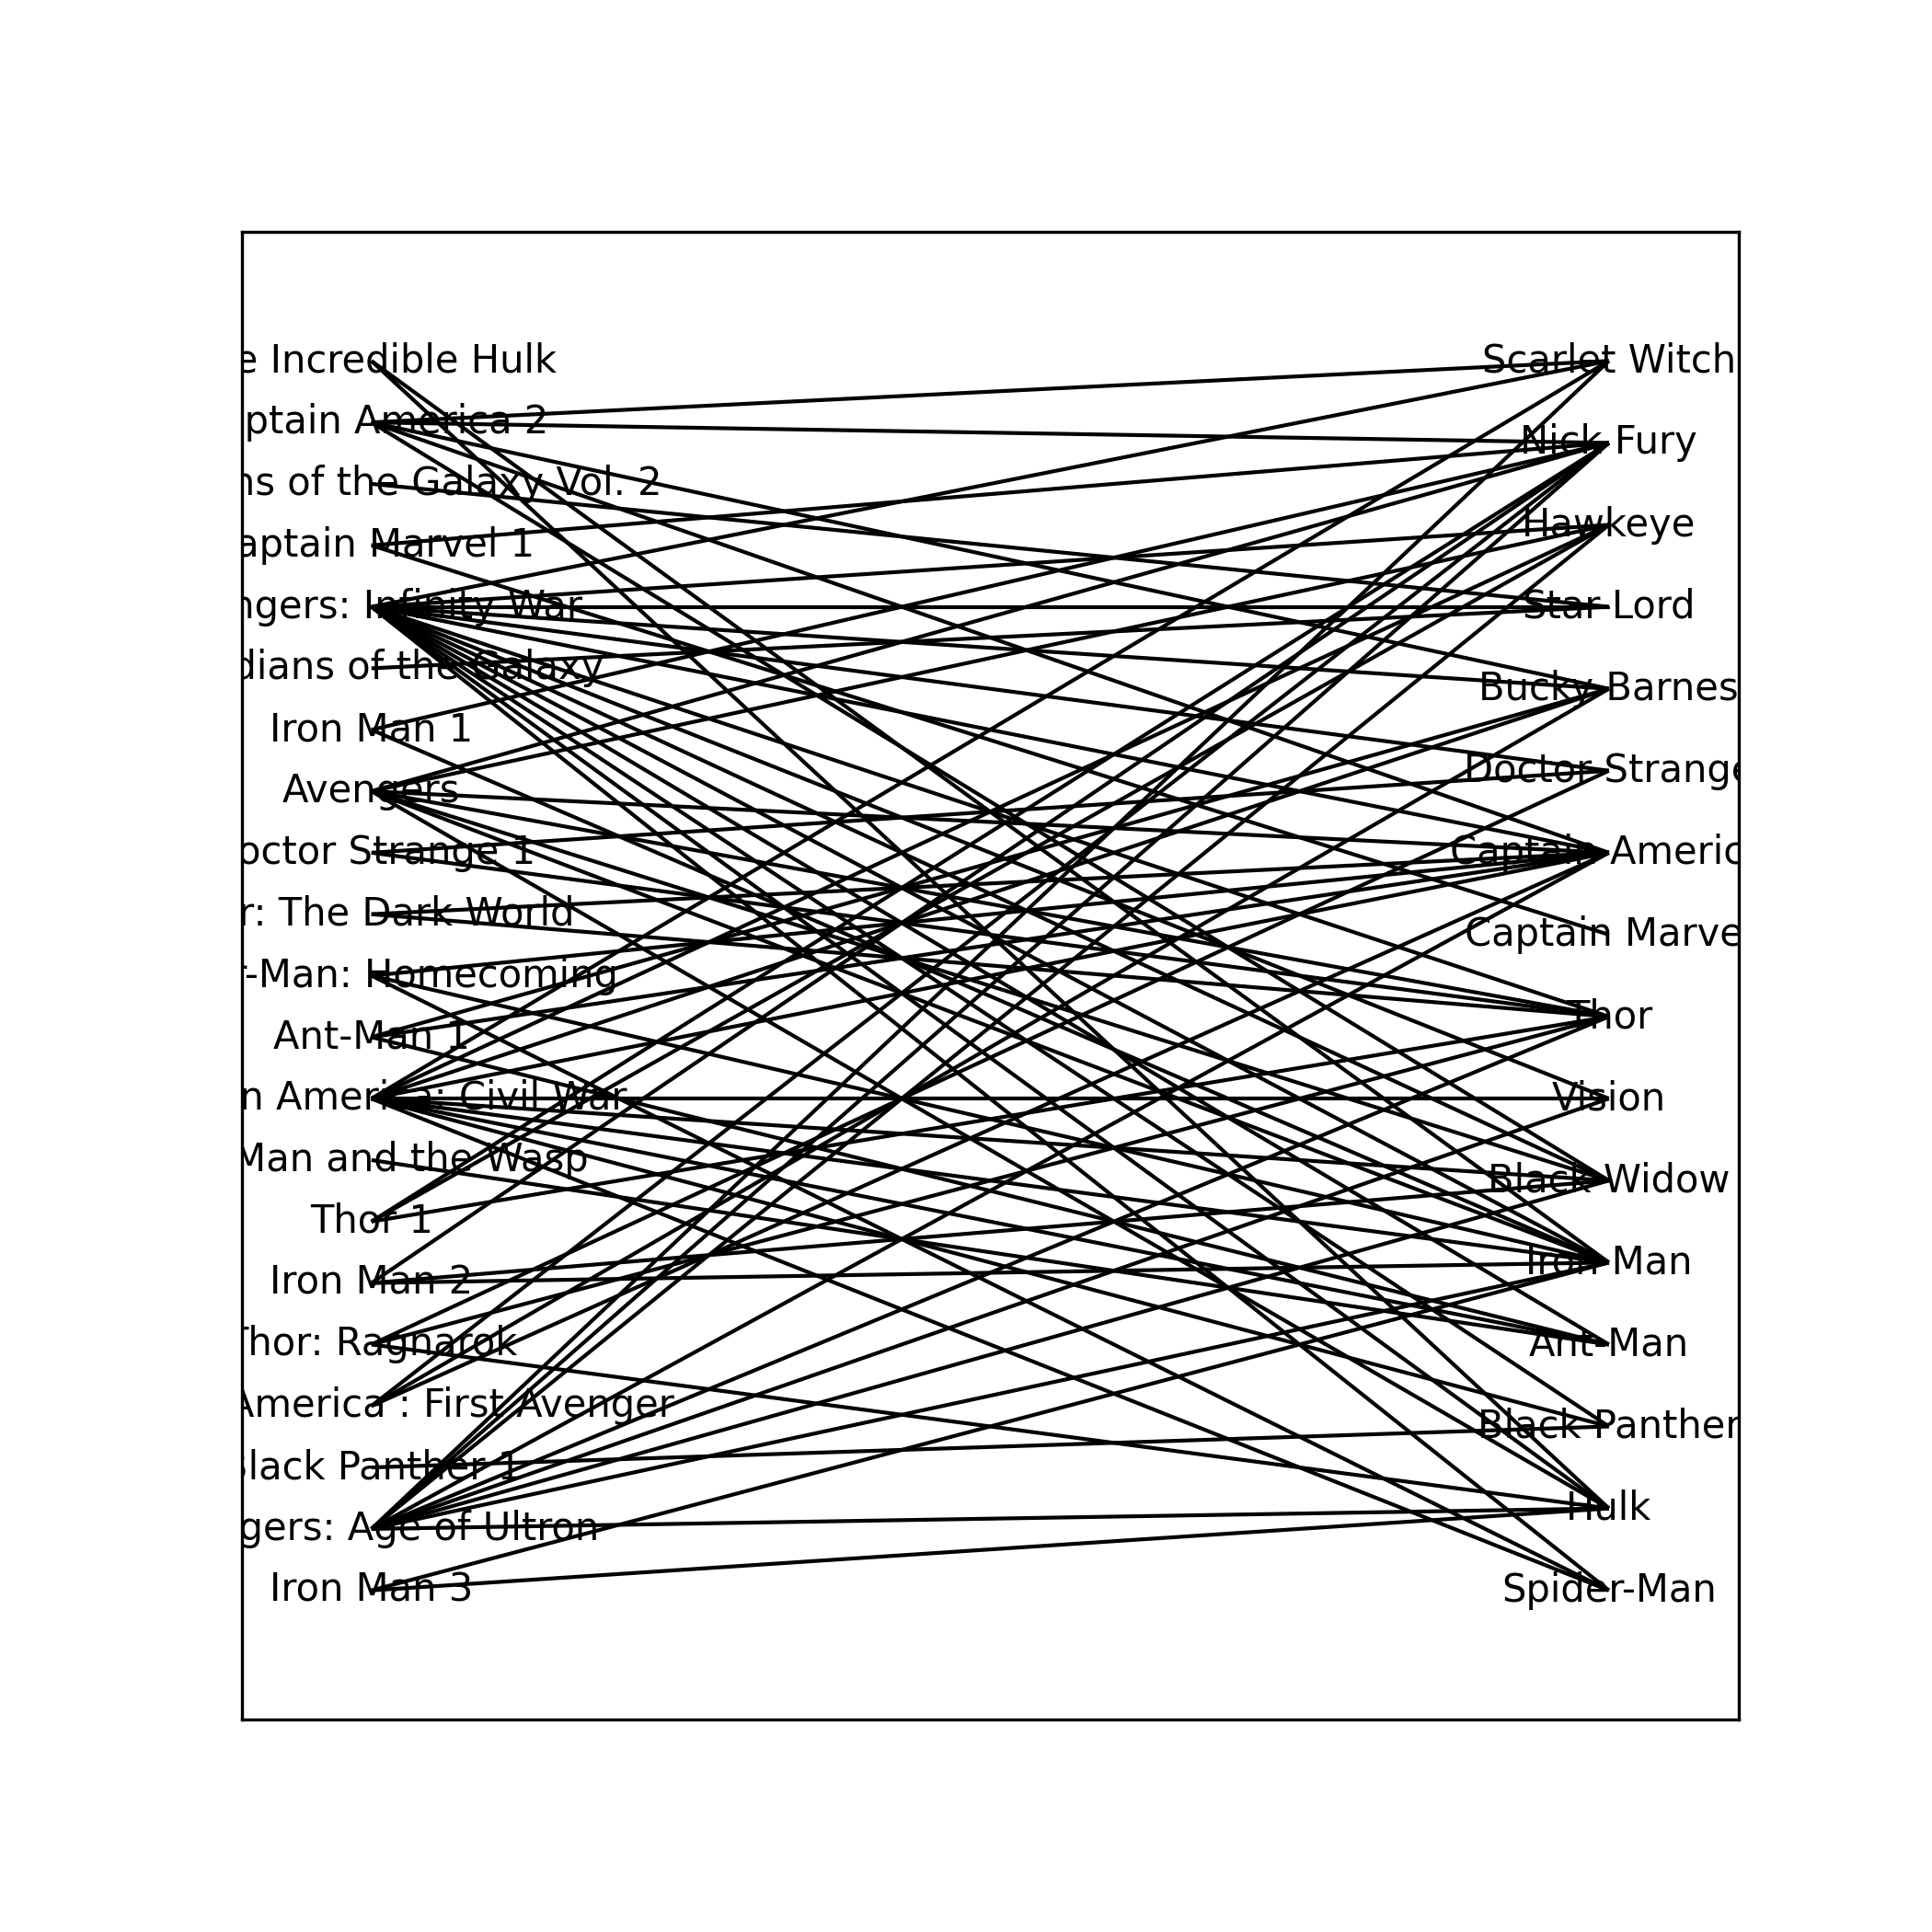 e Incredible Hulk
ptain America 2
ns of the Galaxy Vol. 2
aptain Marvel 1
ngers: Infinity War
dians of the Galaxy
Iron Man 1
Avengers
octor Strange 1
r: The Dark World
r-Man: Homecoming
Ant-Man 1
n America: Civil War
Man and the Wasp
Thor 1
Iron Man 2
Thor: Ragnarok
America : First Avenger
Black Panther 1
gers: Age of Ultron
Iron Man 3
Scarlet Witch
Nick Fury
Hawkeye
Star Lord
Bucky Barnes
Doctor Strange
Captain Americ
Captain Marve
Thor
Vision
Black Widow
Iron Man
Ant-Man
Black Panther
Hulk
Spider-Man